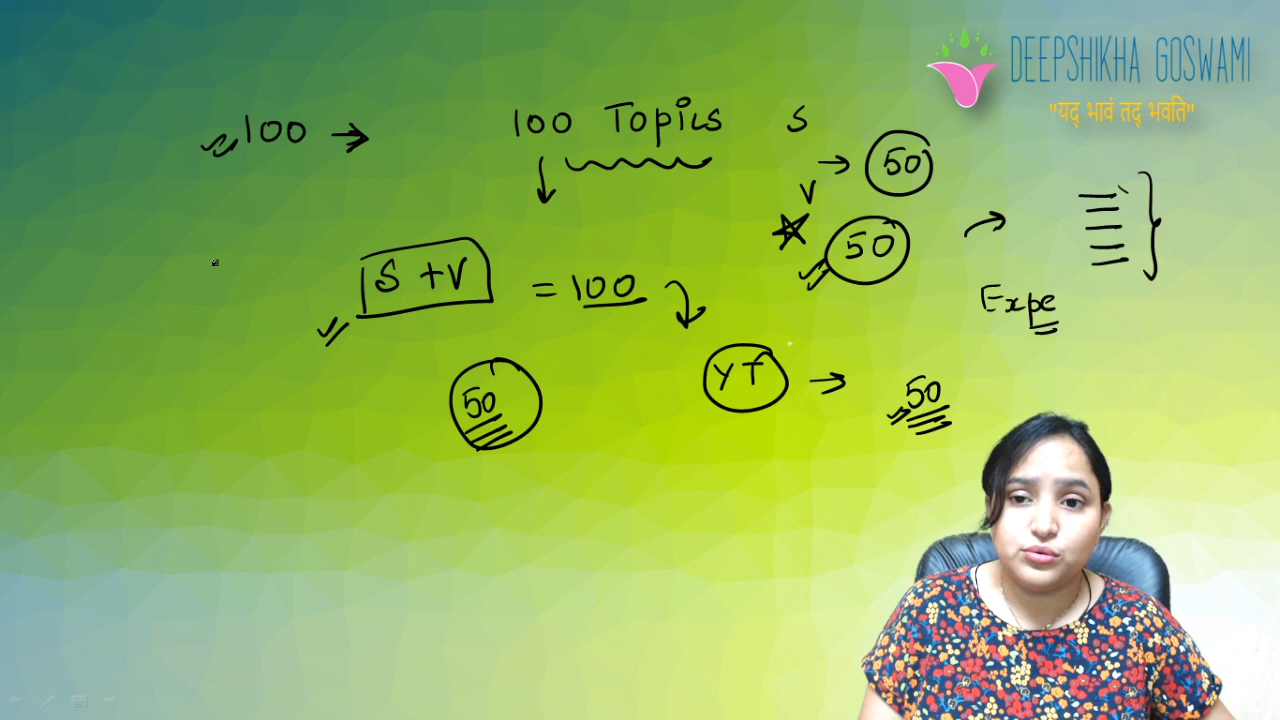 DEEPSHIKHA GOSWAMI
"यद् भावं तद् भवति"
100 → 100 Topics S
→ 50
V
50
S + V = 100
Expe
50 YT → 50